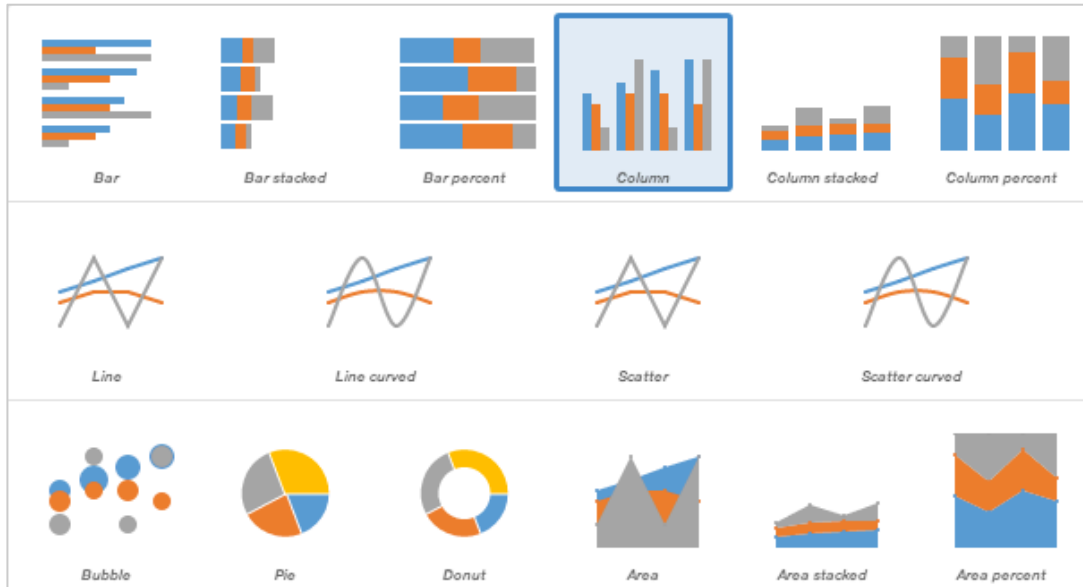 Bar
Bar stacked
Bar percent
Column
Column stacked
Column percent
Line
Line curved
Scatter
Scatter curved
Bubble
Pie
Donut
Area
Area stacked
Area percent